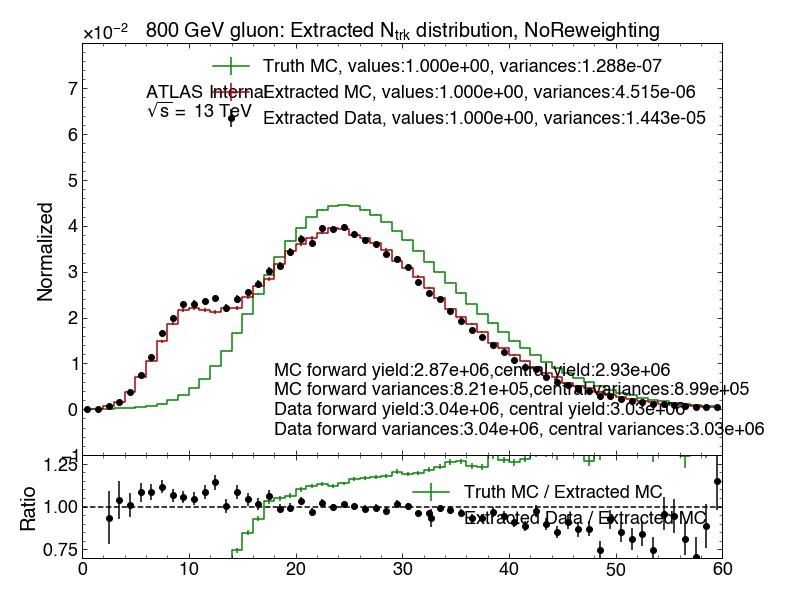 ×10⁻² 800 GeV gluon: Extracted N_trk distribution, NoReweighting
Truth MC, values:1.000e+00, variances:1.288e-07
ATLAS Internal
Extracted MC, values:1.000e+00, variances:4.515e-06
√s = 13 TeV
Extracted Data, values:1.000e+00, variances:1.443e-05
7
6
5
4
3
2
1
0
-1
Normalized
MC forward yield:2.87e+06,central yield:2.93e+06
MC forward variances:8.21e+05,central variances:8.99e+05
Data forward yield:3.04e+06, central yield:3.03e+06
Data forward variances:3.04e+06, central variances:3.03e+06
1.25
1.00
0.75
Ratio
Truth MC / Extracted MC
Extracted Data / Extracted MC
0 10 20 30 40 50 60